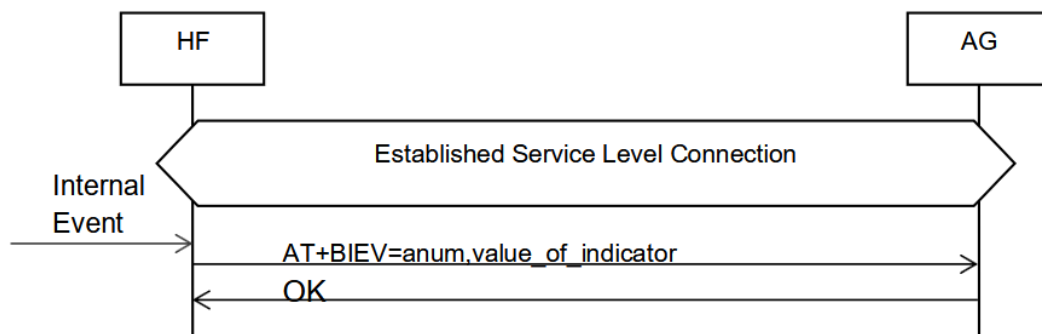 HF
AG
Established Service Level Connection
Internal
Event
AT+BIEV=anum,value_of_indicator
OK